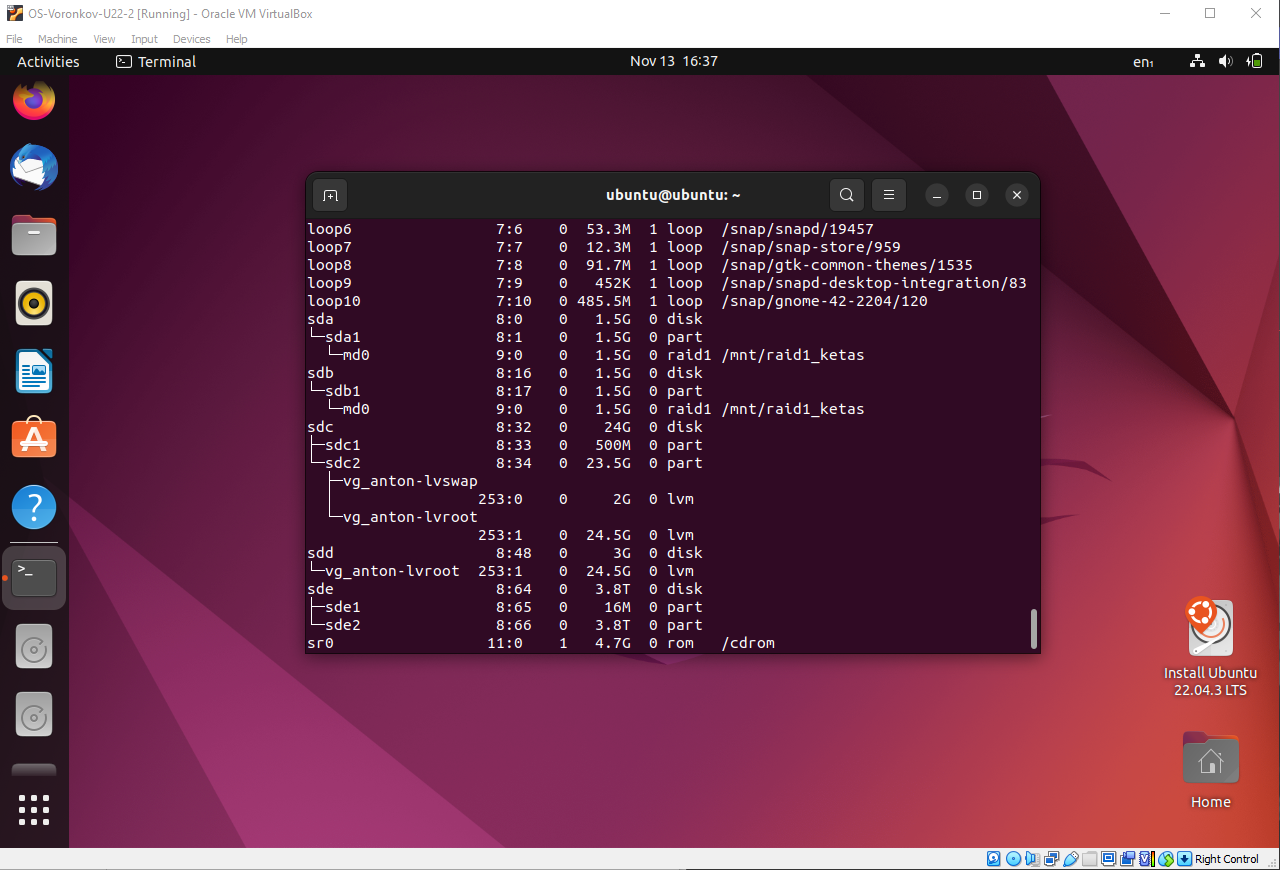 OS-Voronkov-U22-2 [Running] - Oracle VM VirtualBox
File Machine View Input Devices Help
Activities Terminal Nov 13 16:37 en1
ubuntu@ubuntu: ~
loop6 7:6 0 53.3M 1 loop /snap/snapd/19457
loop7 7:7 0 12.3M 1 loop /snap/snap-store/959
loop8 7:8 0 91.7M 1 loop /snap/gtk-common-themes/1535
loop9 7:9 0 452K 1 loop /snap/snapd-desktop-integration/83
loop10 7:10 0 485.5M 1 loop /snap/gnome-42-2204/120
sda 8:0 0 1.5G 0 disk
└─sda1 8:1 0 1.5G 0 part
└─md0 9:0 0 1.5G 0 raid1 /mnt/raid1_ketas
sdb 8:16 0 1.5G 0 disk
└─sdb1 8:17 0 1.5G 0 part
└─md0 9:0 0 1.5G 0 raid1 /mnt/raid1_ketas
sdc 8:32 0 24G 0 disk
├─sdc1 8:33 0 500M 0 part
└─sdc2 8:34 0 23.5G 0 part
├─vg_anton-lvswap
│ 253:0 0 2G 0 lvm
└─vg_anton-lvroot
253:1 0 24.5G 0 lvm
sdd 8:48 0 3G 0 disk
└─vg_anton-lvroot 253:1 0 24.5G 0 lvm
sde 8:64 0 3.8T 0 disk
├─sde1 8:65 0 16M 0 part
└─sde2 8:66 0 3.8T 0 part
sr0 11:0 1 4.7G 0 rom /cdrom
Install Ubuntu
22.04.3 LTS
Home
Right Control